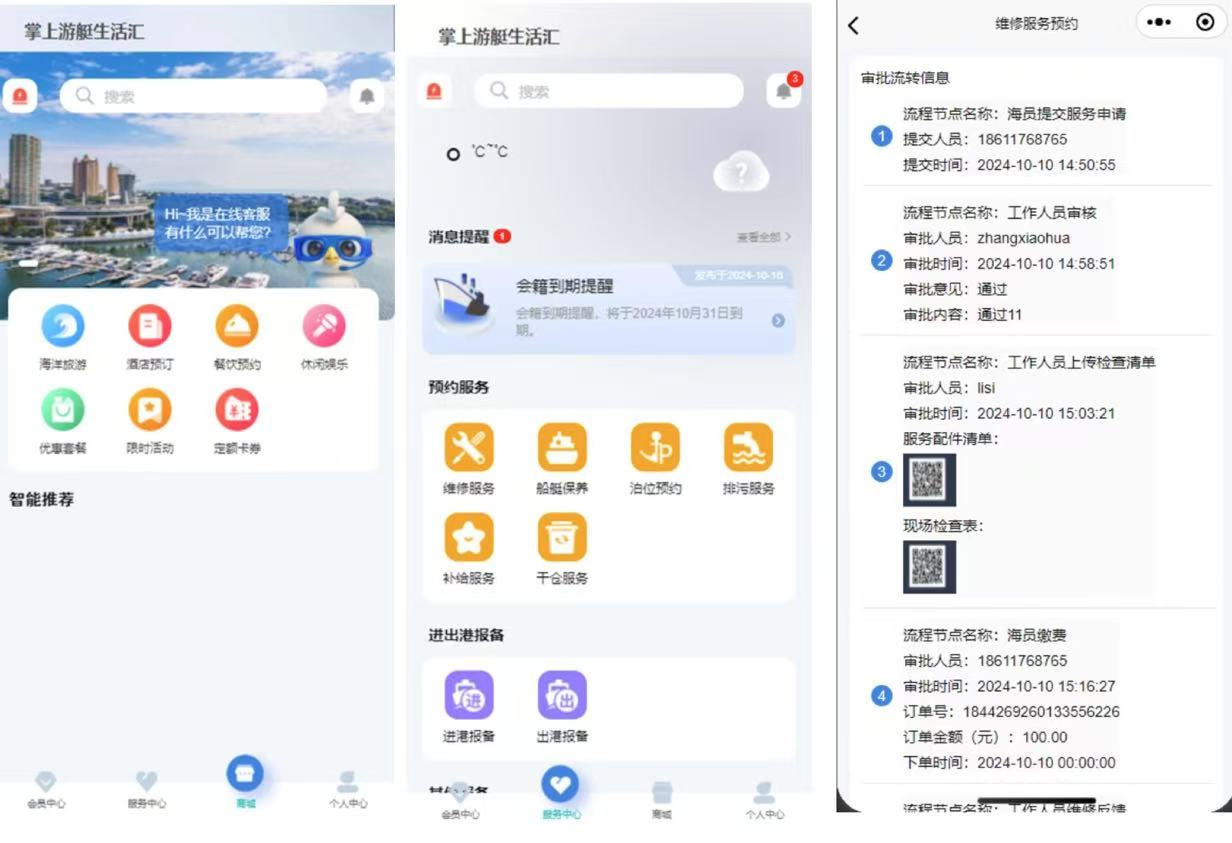 掌上游艇生活汇
搜索
Hi~我是在线客服
有什么可以帮您?
海洋旅游
酒店预订
餐饮预约
休闲娱乐
优惠套餐
限时活动
定额卡券
智能推荐
会员中心
服务中心
商城
个人中心
掌上游艇生活汇
搜索
3
°C~°C
?
消息提醒 1
查看全部 >
发布于2024-10-16
会籍到期提醒
会籍到期提醒，将于2024年10月31日到
期。
预约服务
维修服务
船艇保养
泊位预约
排污服务
补给服务
干仓服务
进出港报备
进
进港报备
出
出港报备
会员中心
服务中心
商城
个人中心
维修服务预约
审批流转信息
1
流程节点名称：海员提交服务申请
提交人员：18611768765
提交时间：2024-10-10 14:50:55
2
流程节点名称：工作人员审核
审批人员：zhangxiaohua
审批时间：2024-10-10 14:58:51
审批意见：通过
审批内容：通过11
3
流程节点名称：工作人员上传检查清单
审批人员：lisi
审批时间：2024-10-10 15:03:21
服务配件清单：
现场检查表：
4
流程节点名称：海员缴费
审批人员：18611768765
审批时间：2024-10-10 15:16:27
订单号：1844269260133556226
订单金额（元）：100.00
下单时间：2024-10-10 00:00:00
流程节点名称：工作人员维修反馈